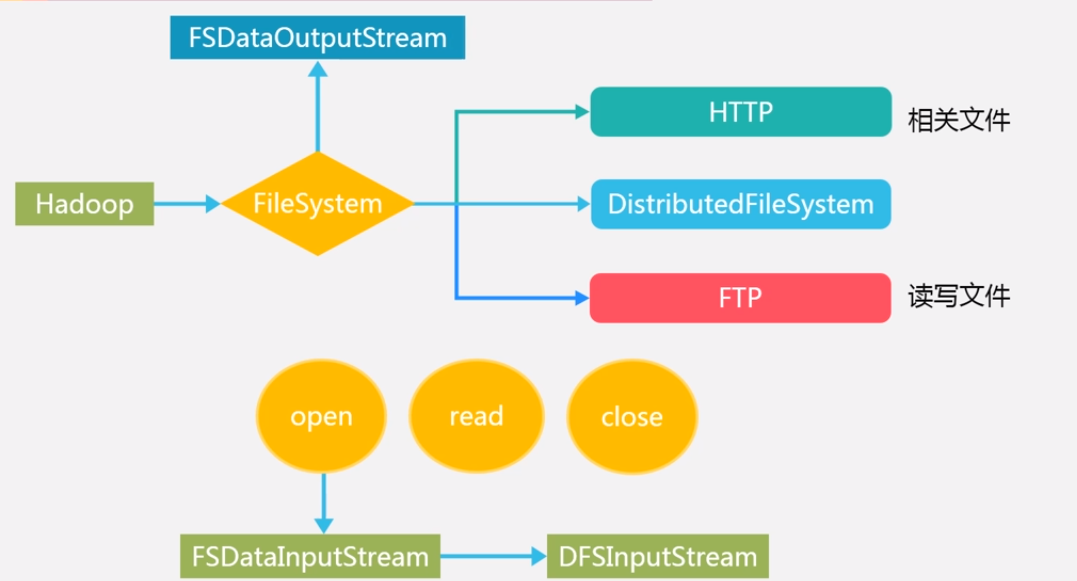 FSDataOutputStream
HTTP
相关文件
Hadoop
FileSystem
DistributedFileSystem
FTP
读写文件
open
read
close
FSDataInputStream
DFSInputStream